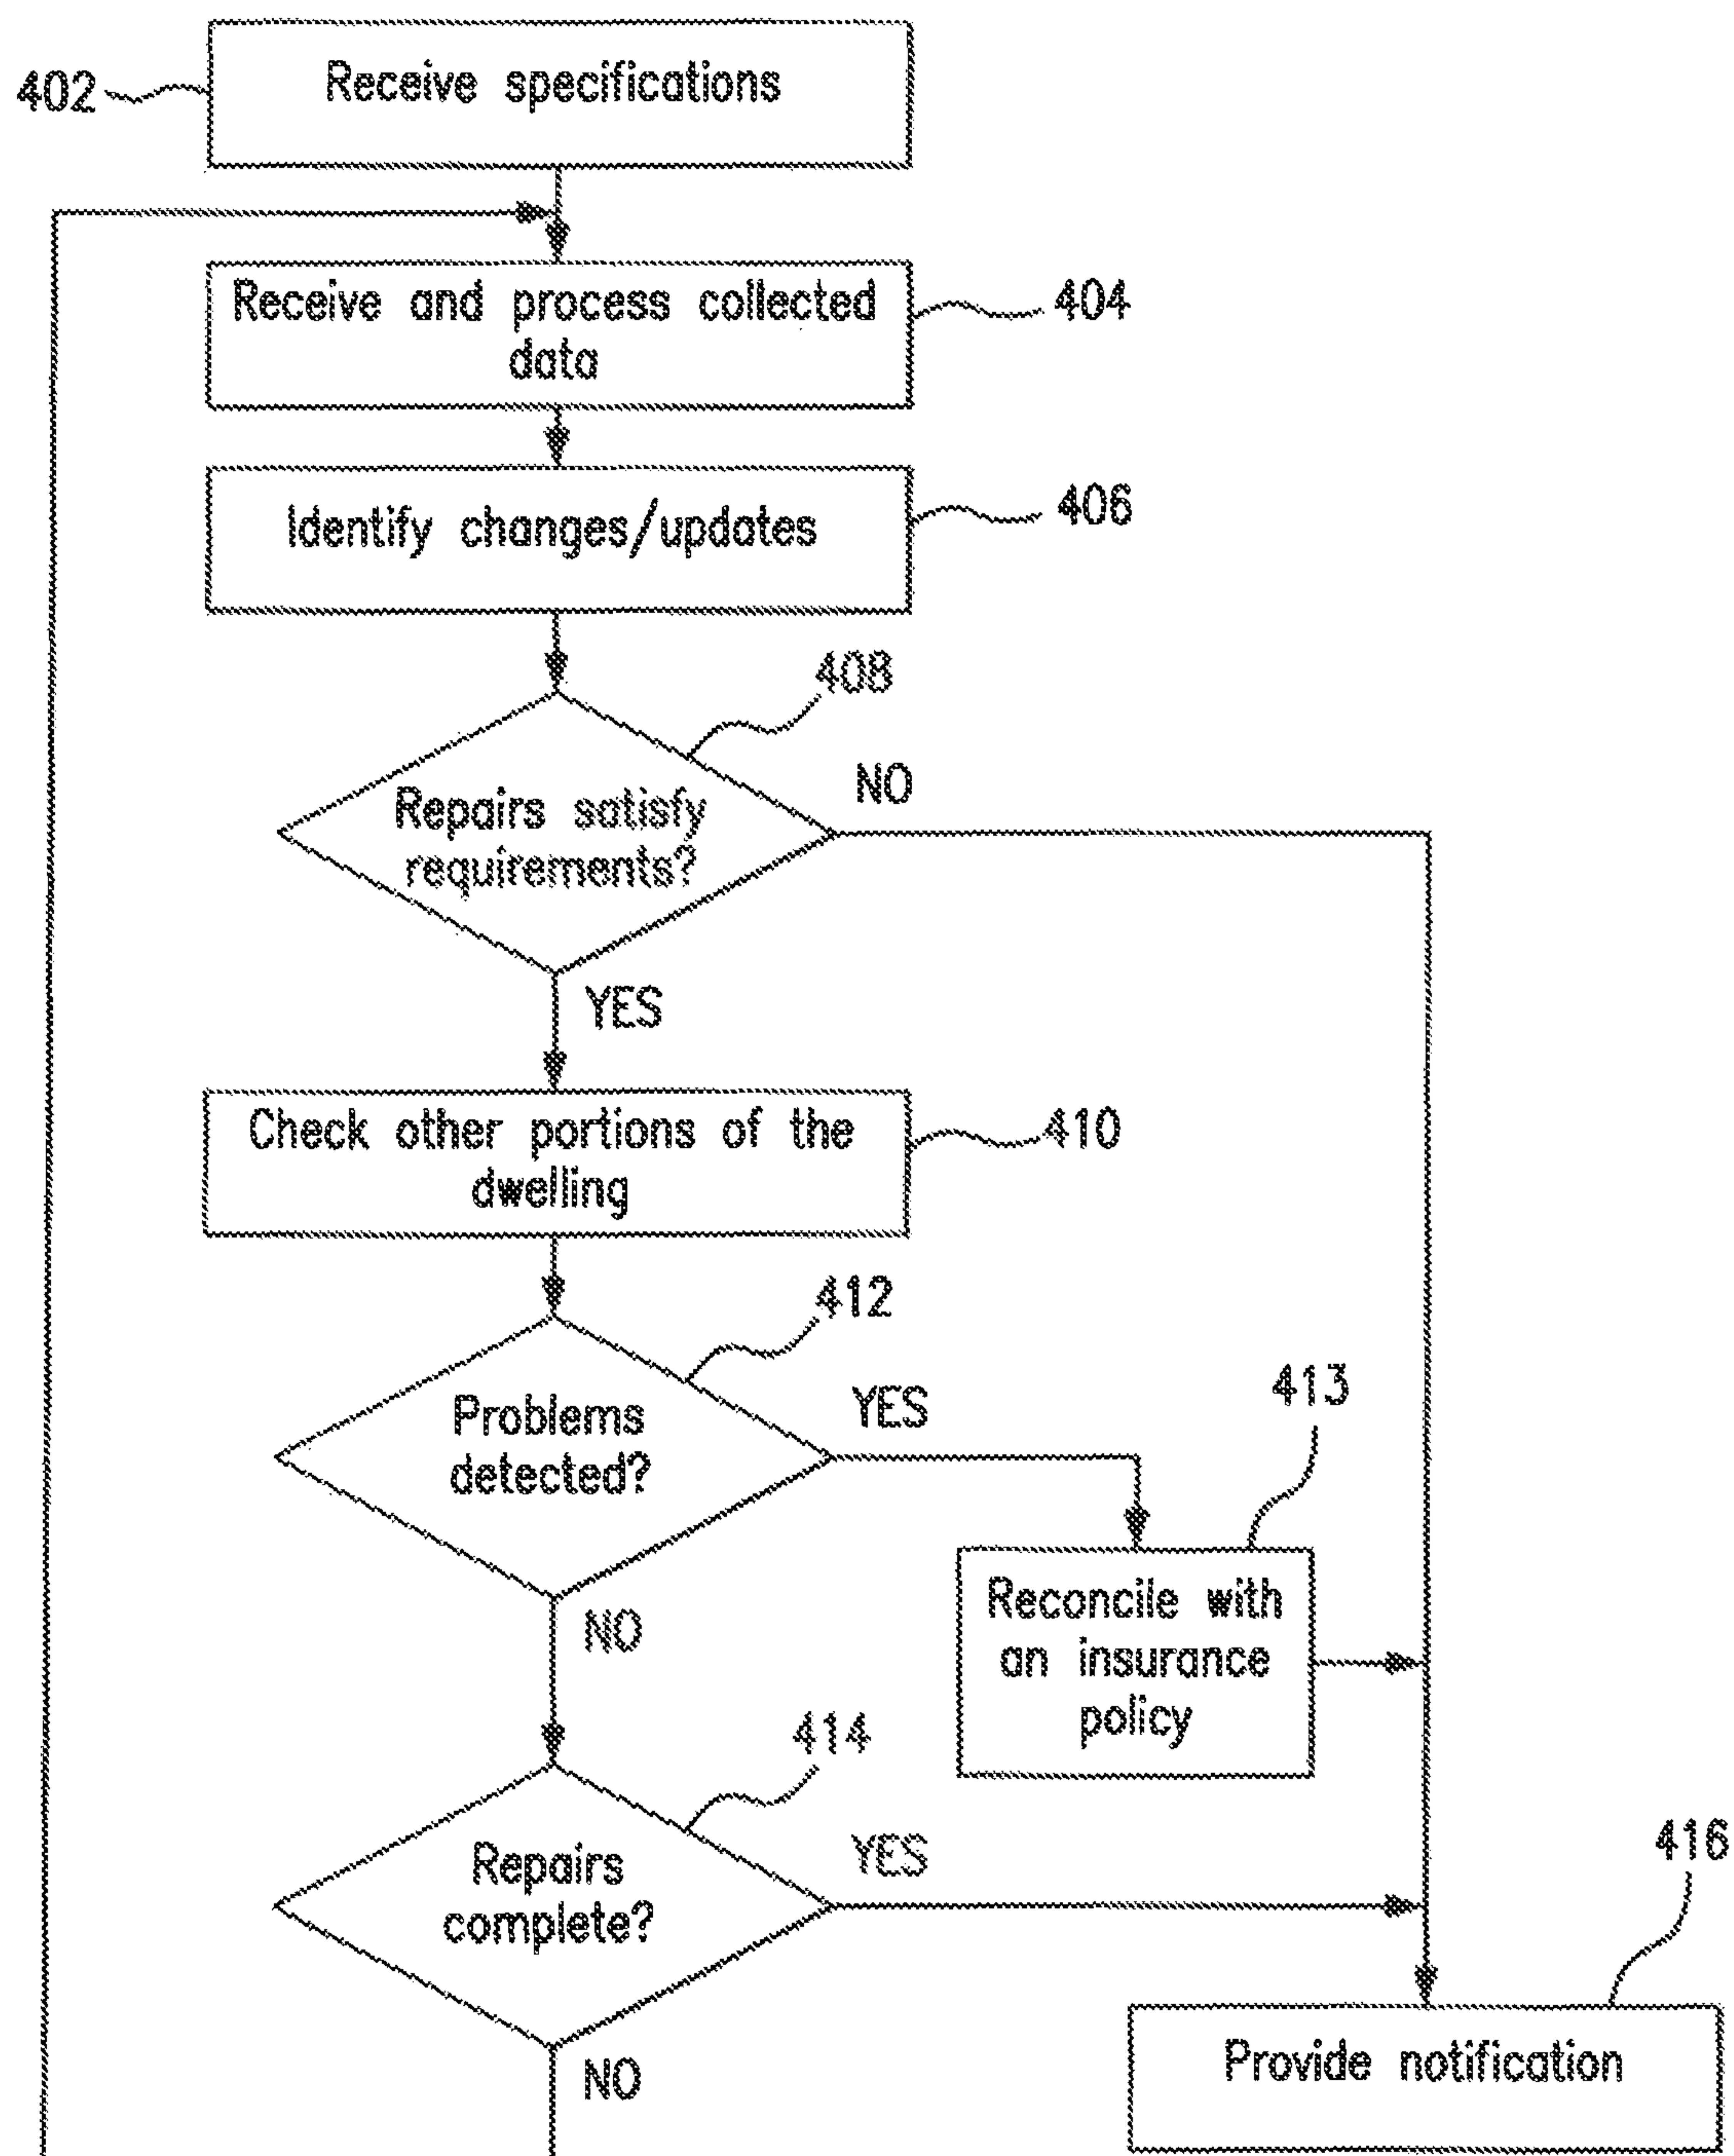 402
Receive specifications
Receive and process collected
data
404
Identify changes/updates
406
408
Repairs satisfy
requirements?
NO
YES
Check other portions of the
dwelling
410
412
Problems
detected?
YES
413
Reconcile with
an insurance
policy
NO
414
Repairs
complete?
YES
416
Provide notification
NO